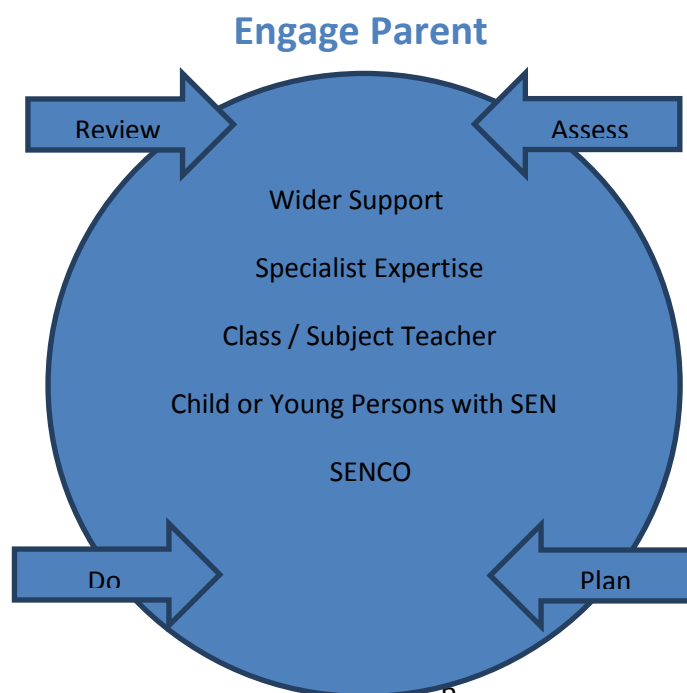 Engage Parent
Review
Assess
Wider Support
Specialist Expertise
Class / Subject Teacher
Child or Young Persons with SEN
SENCO
Do
Plan